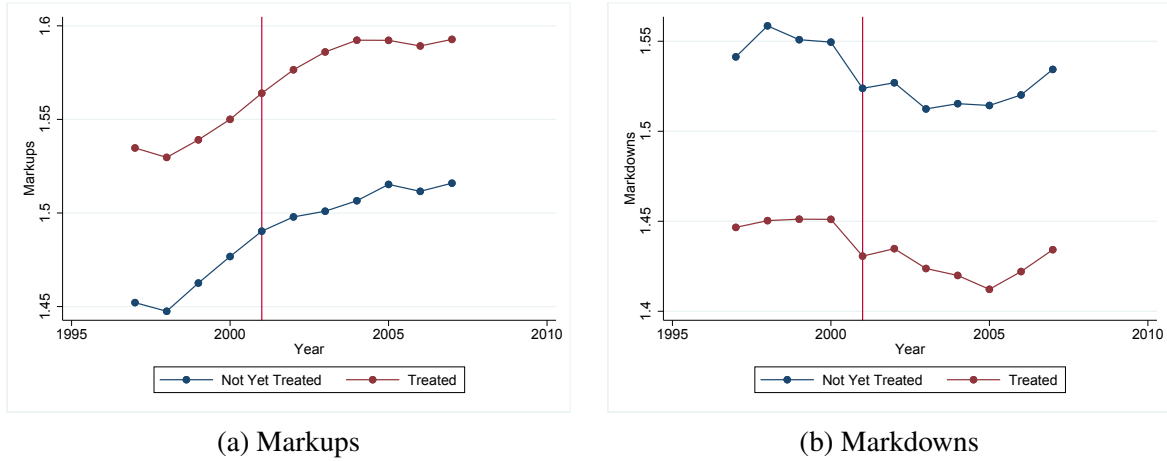 1.6
1.55
1.5
1.45
Markups
1995
2000
2005
2010
Year
Not Yet Treated
Treated
(a) Markups
1.55
1.5
1.45
1.4
Markdowns
1995
2000
2005
2010
Year
Not Yet Treated
Treated
(b) Markdowns